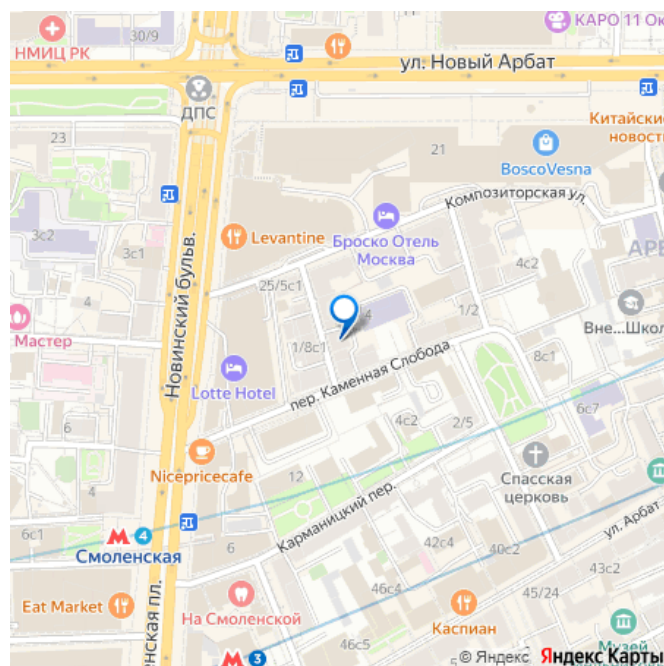 КАРО 11 Ок
30/9
НМИЦ РК
ул. Новый Арбат
ДПС
Китайские
новост
23
21
BoscoVesna
Композиторская ул.
3с2
3с1
Levantine
Броско Отель
Москва
4с2
АРБ
25/5с1
4
4
1/2
Вне...Школ
Мастер
1/8с1
8с1
Новинский бульв.
Lotte Hotel
пер. Каменная Слобода
6с7
2/5
Nicepricecafe
12
Спасская
церковь
4
Карманицкий пер.
ул. Арбат
6с1
4
Смоленская
6
42с4
40с2
43с2
46с4
45/24
Eat Market
енская пл.
На Смоленской
Каспиан
Музей
46с5
3
© Яндекс Яндекс Карты